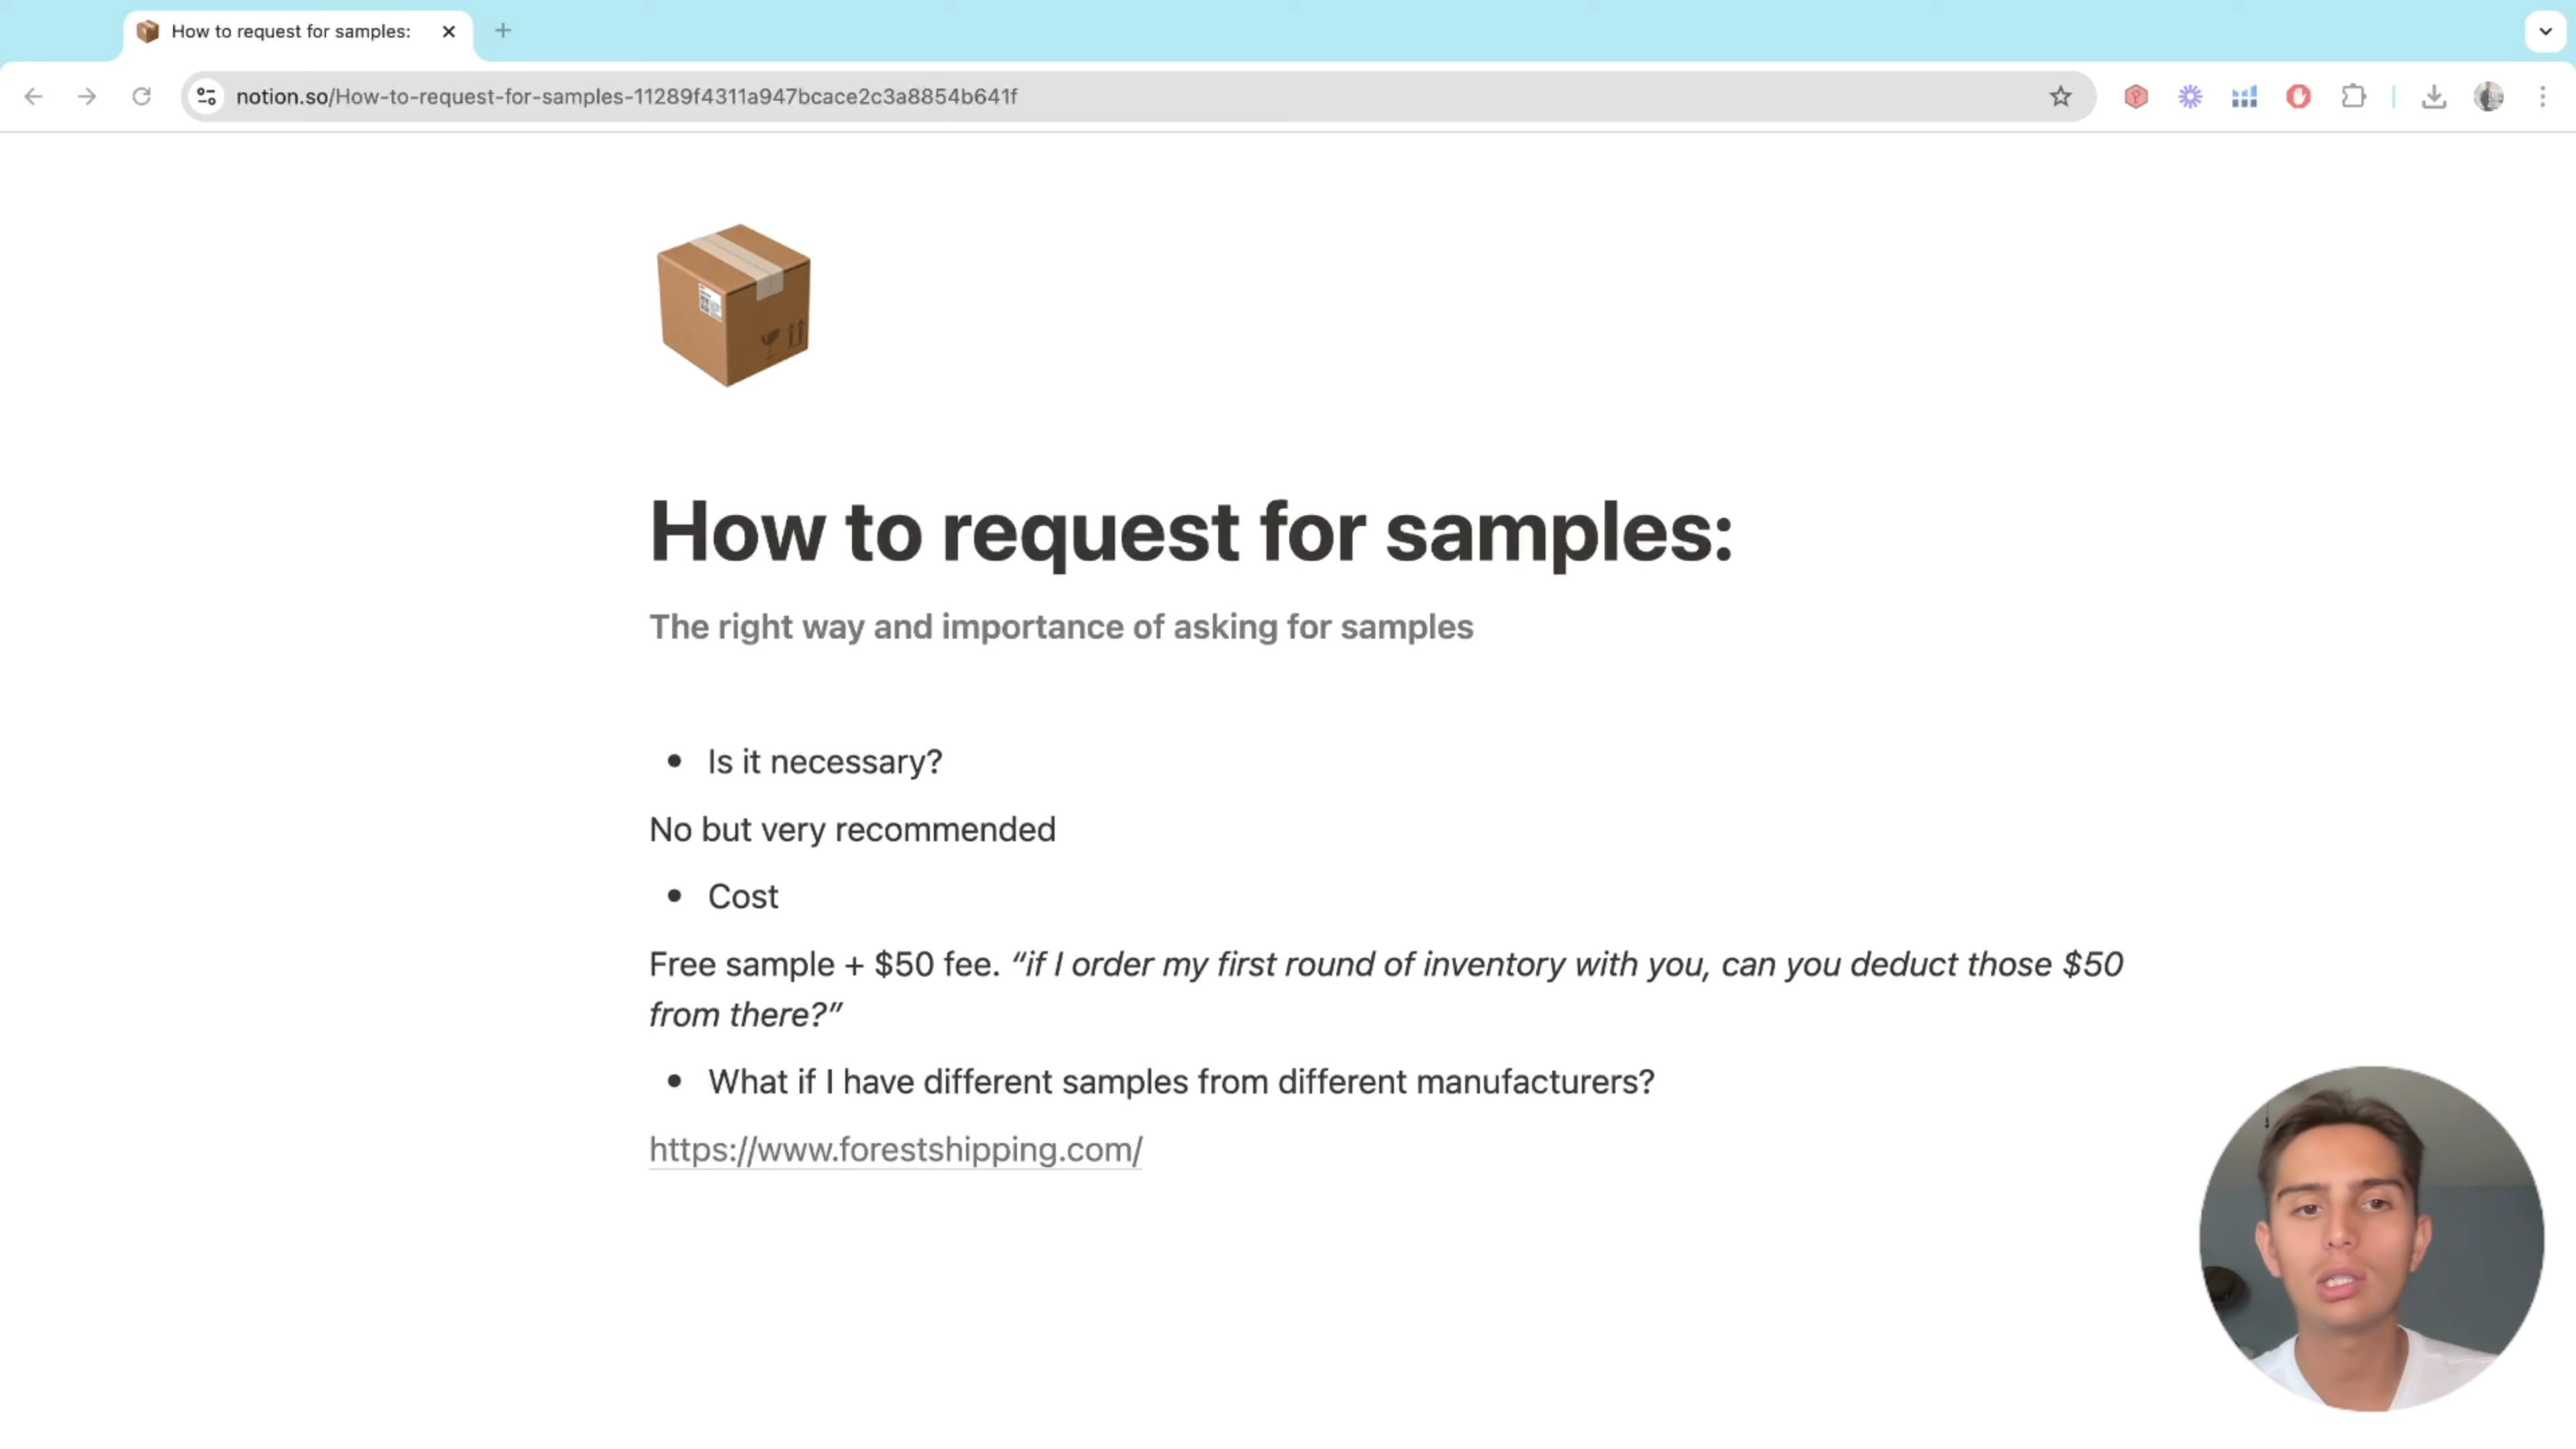 How to request for samples:
notion.so/How-to-request-for-samples-11289f4311a947bcace2c3a8854b641f
How to request for samples:
The right way and importance of asking for samples
• Is it necessary?
No but very recommended
• Cost
Free sample + $50 fee. “if I order my first round of inventory with you, can you deduct those $50
from there?”
• What if I have different samples from different manufacturers?
https://www.forestshipping.com/